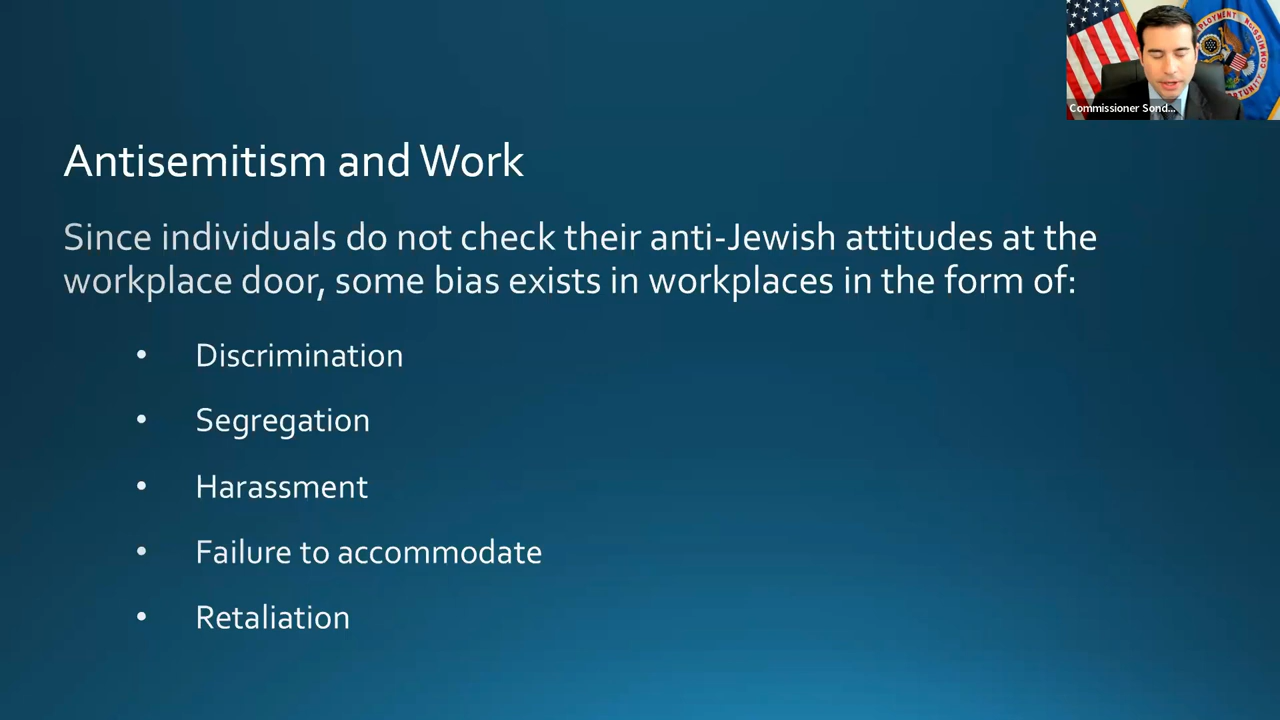 Commissioner Sond...
Antisemitism and Work
Since individuals do not check their anti-Jewish attitudes at the
workplace door, some bias exists in workplaces in the form of:
• Discrimination
• Segregation
• Harassment
• Failure to accommodate
• Retaliation